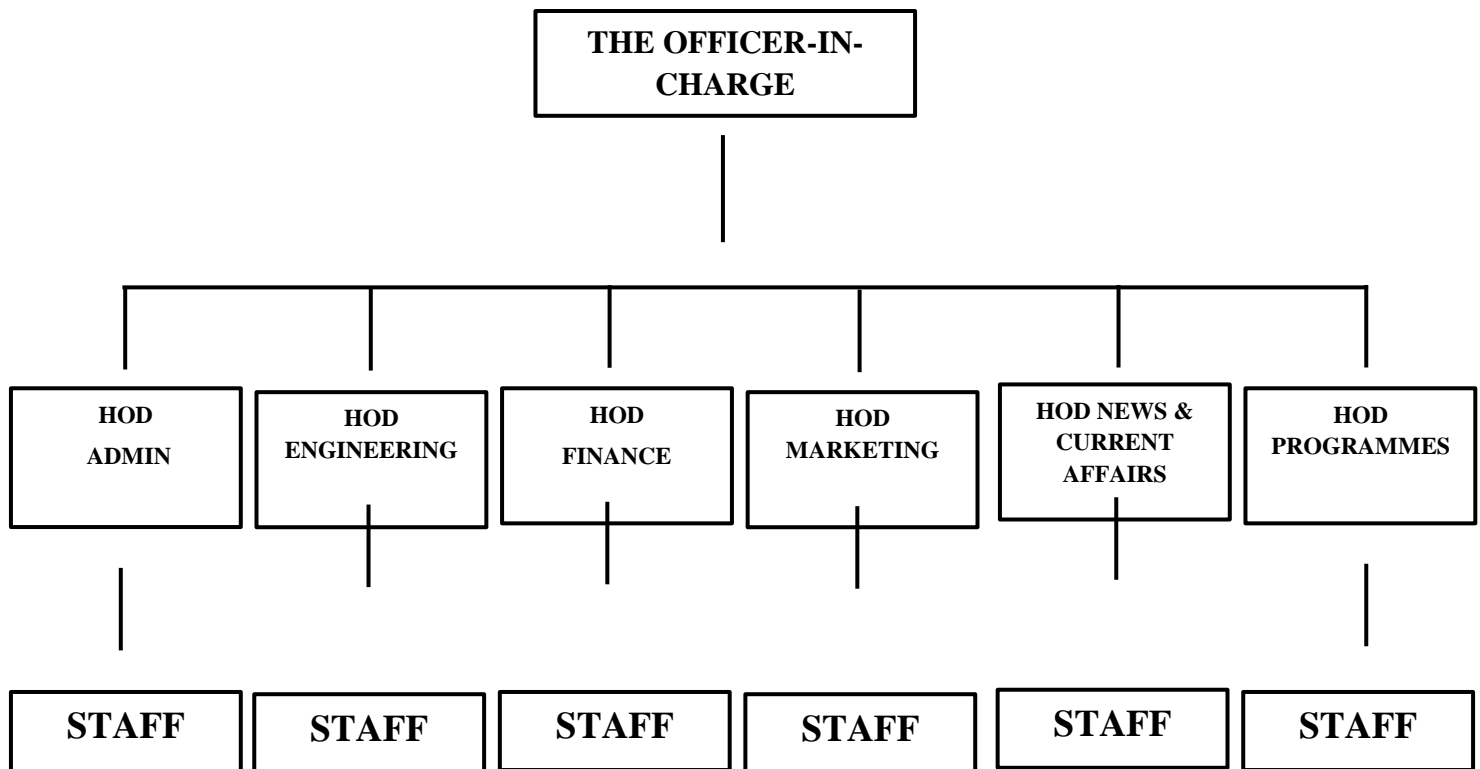 THE OFFICER-IN-
CHARGE
HOD
ADMIN
HOD
ENGINEERING
HOD
FINANCE
HOD
MARKETING
HOD NEWS &
CURRENT
AFFAIRS
HOD
PROGRAMMES
STAFF
STAFF
STAFF
STAFF
STAFF
STAFF